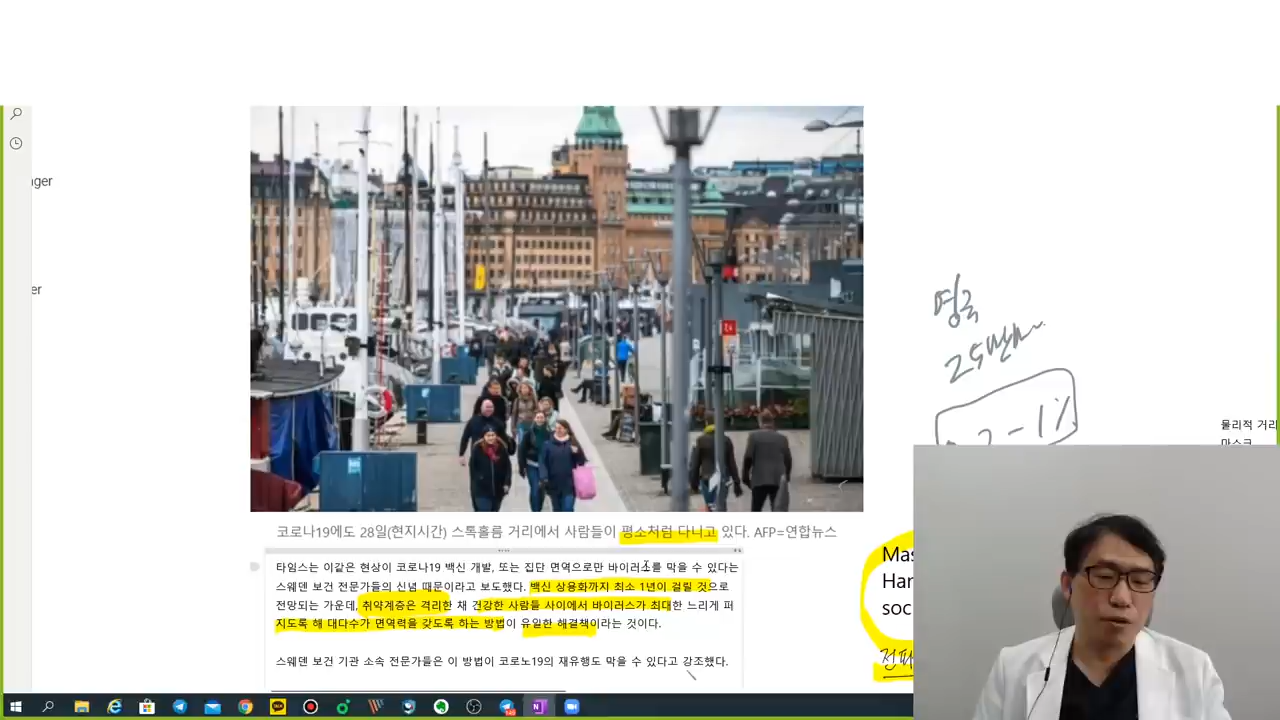 nger
er
영국
2-1%
물리적 거리
마스크
코로나19에도 28일(현지시간) 스톡홀름 거리에서 사람들이 평소처럼 다니고 있다. AFP=연합뉴스
타임스는 이같은 현상이 코로나19 백신 개발, 또는 집단 면역으로만 바이러스를 막을 수 있다는
스웨덴 보건 전문가들의 신념 때문이라고 보도했다. 백신 상용화까지 최소 1년이 걸릴 것으로
전망되는 가운데, 취약계층은 격리한 채 건강한 사람들 사이에서 바이러스가 최대한 느리게 퍼
지도록 해 대다수가 면역력을 갖도록 하는 방법이 유일한 해결책이라는 것이다.
스웨덴 보건 기관 소속 전문가들은 이 방법이 코로노19의 재유행도 막을 수 있다고 강조했다.
Mas
Han
soc
전파